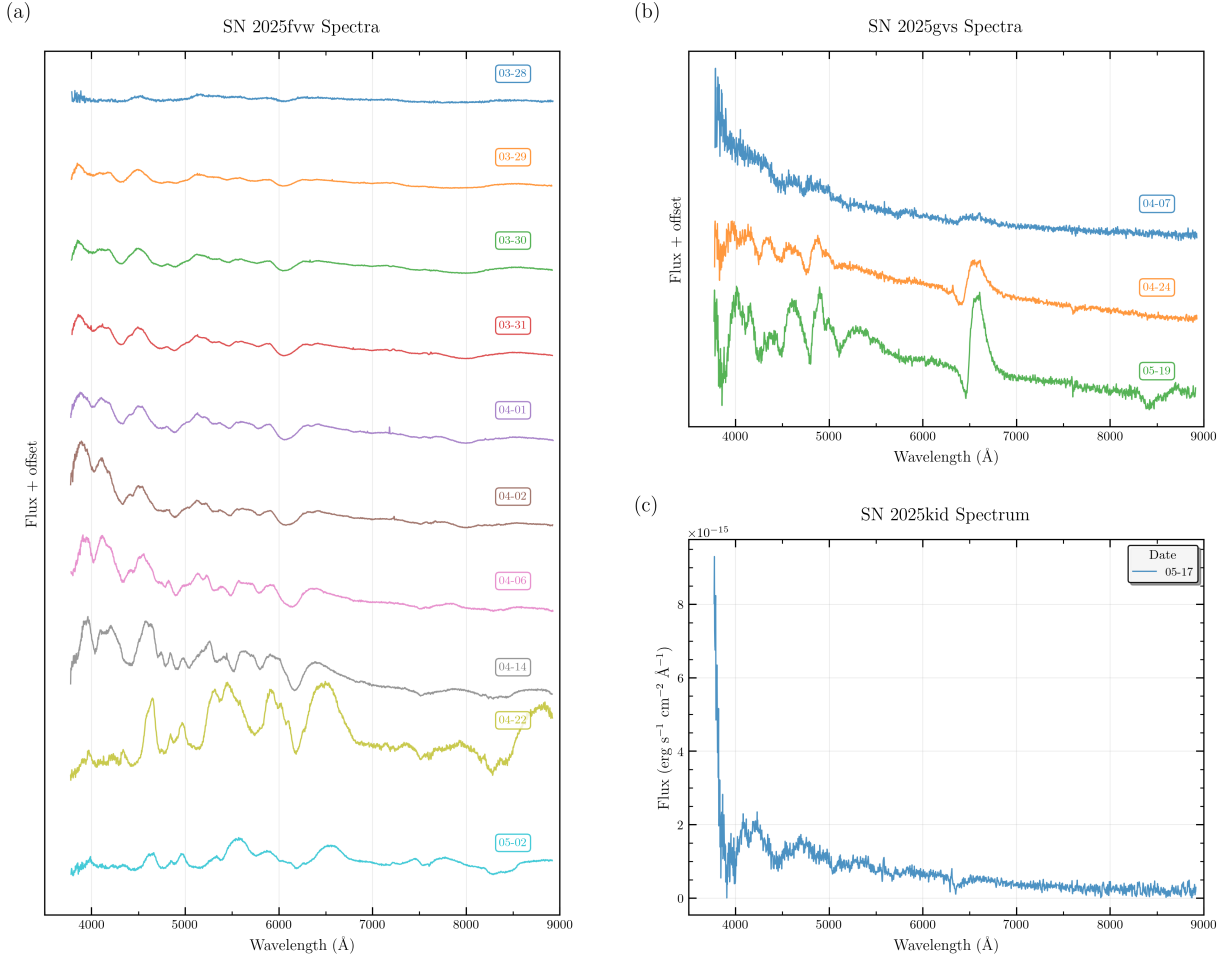 (a)
SN 2025fvw Spectra
03-28
03-29
03-30
03-31
04-01
04-02
04-06
04-14
04-22
05-02
Flux + offset
4000 5000 6000 7000 8000 9000
Wavelength (Å)
(b)
SN 2025gvs Spectra
04-07
04-24
05-19
Flux + offset
4000 5000 6000 7000 8000 9000
Wavelength (Å)
(c)
SN 2025kid Spectrum
×10⁻¹⁵
Date
05-17
8
6
4
2
0
Flux (erg s⁻¹ cm⁻² Å⁻¹)
4000 5000 6000 7000 8000 9000
Wavelength (Å)